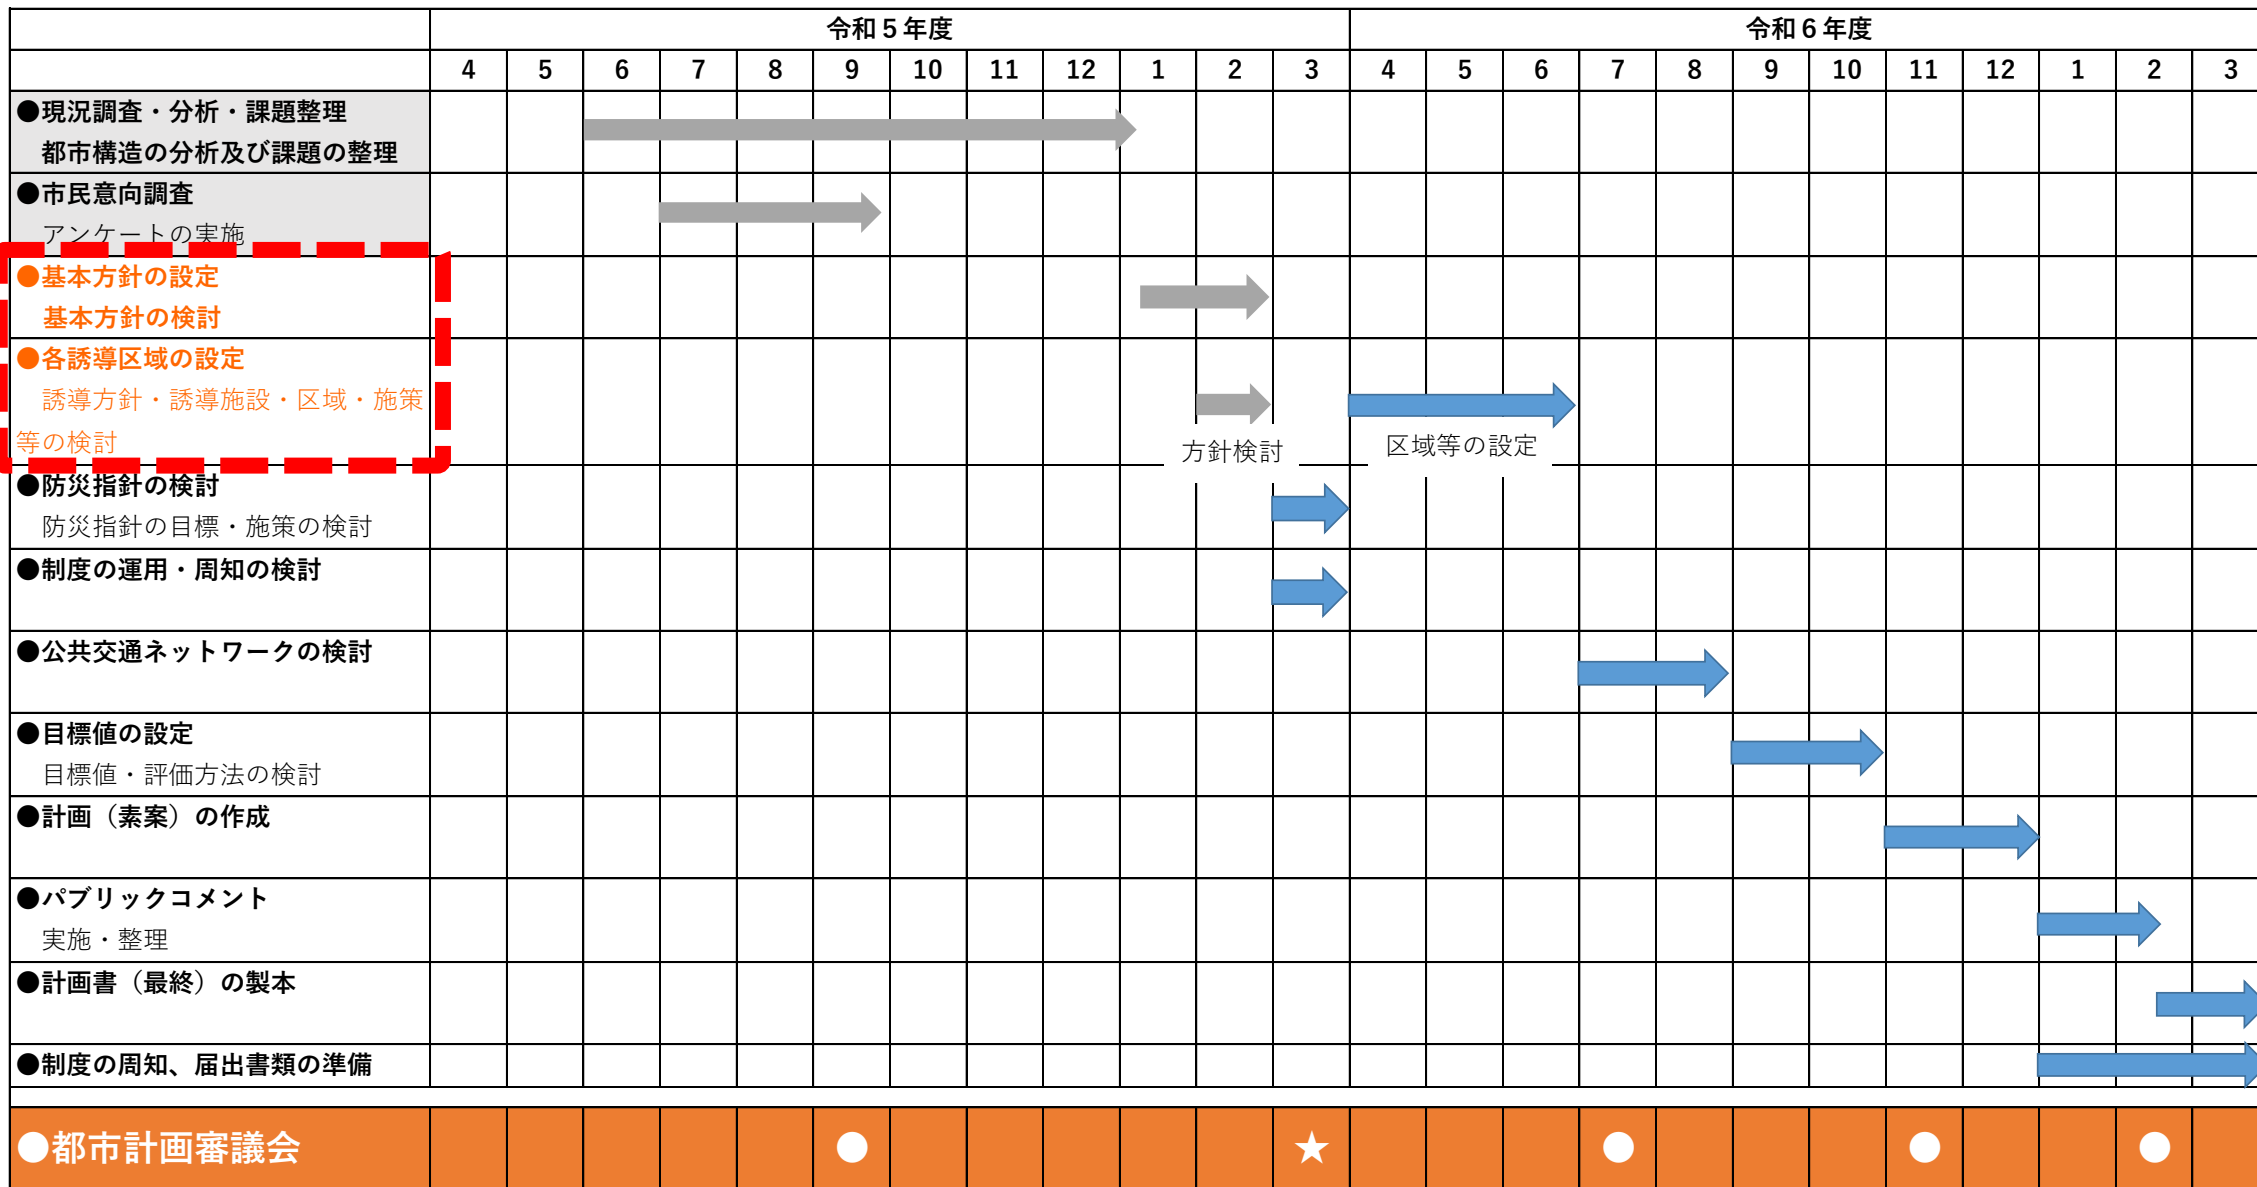 令和５年度 令和６年度
4 5 6 7 8 9 10 11 12 1 2 3 4 5 6 7 8 9 10 11 12 1 2 3
●現況調査・分析・課題整理
都市構造の分析及び課題の整理
●市民意向調査
アンケートの実施
●基本方針の設定
基本方針の検討
●各誘導区域の設定
誘導方針・誘導施設・区域・施策
等の検討
方針検討 区域等の設定
●防災指針の検討
防災指針の目標・施策の検討
●制度の運用・周知の検討
●公共交通ネットワークの検討
●目標値の設定
目標値・評価方法の検討
●計画（素案）の作成
●パブリックコメント
実施・整理
●計画書（最終）の製本
●制度の周知、届出書類の準備
●都市計画審議会 ● ★ ● ● ●